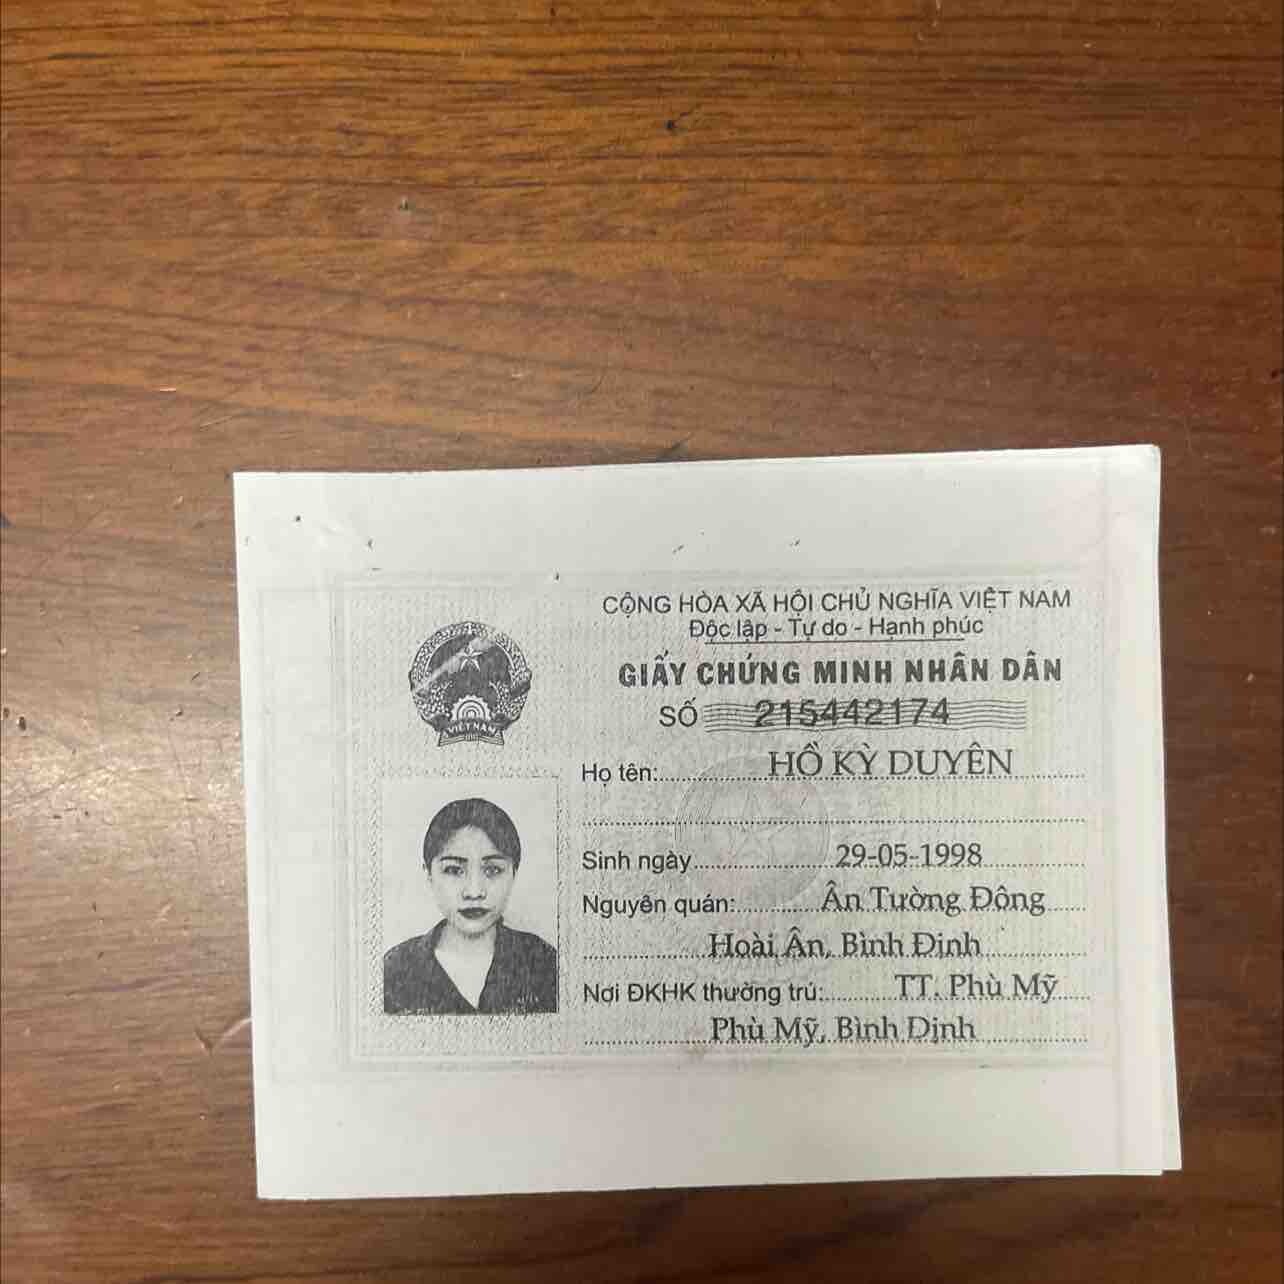 CỘNG HÒA XÃ HỘI CHỦ NGHĨA VIỆT NAM
Độc lập - Tự do - Hạnh phúc
GIẤY CHỨNG MINH NHÂN DÂN
SỐ 215442174
VIỆT NAM
Họ tên: HỒ KỲ DUYÊN
Sinh ngày 29-05-1998
Nguyên quán: Ân Tường Đông
Hoài Ân, Bình Định
Nơi ĐKHK thường trú: TT. Phù Mỹ
Phù Mỹ, Bình Định